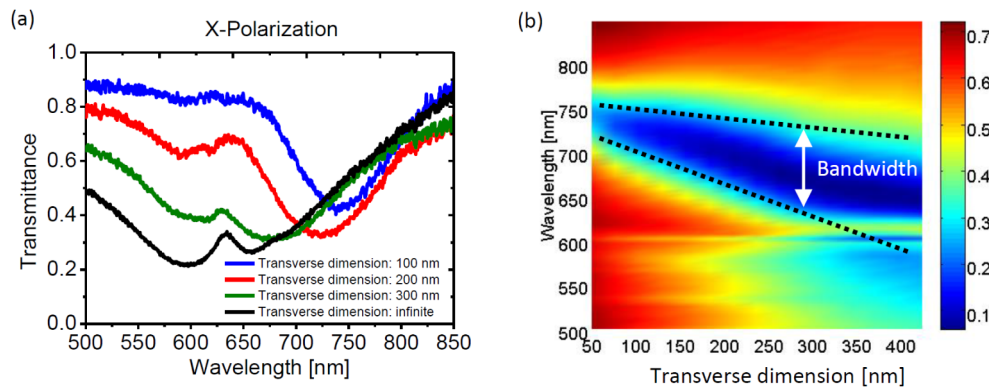 (a)
X-Polarization
Transmittance
1.0
0.8
0.6
0.4
0.2
0.0
500 550 600 650 700 750 800 850
Wavelength [nm]
Transverse dimension: 100 nm
Transverse dimension: 200 nm
Transverse dimension: 300 nm
Transverse dimension: infinite
(b)
Wavelength [nm]
800
750
700
650
600
550
500
50 100 150 200 250 300 350 400
Transverse dimension [nm]
Bandwidth
0.7
0.6
0.5
0.4
0.3
0.2
0.1